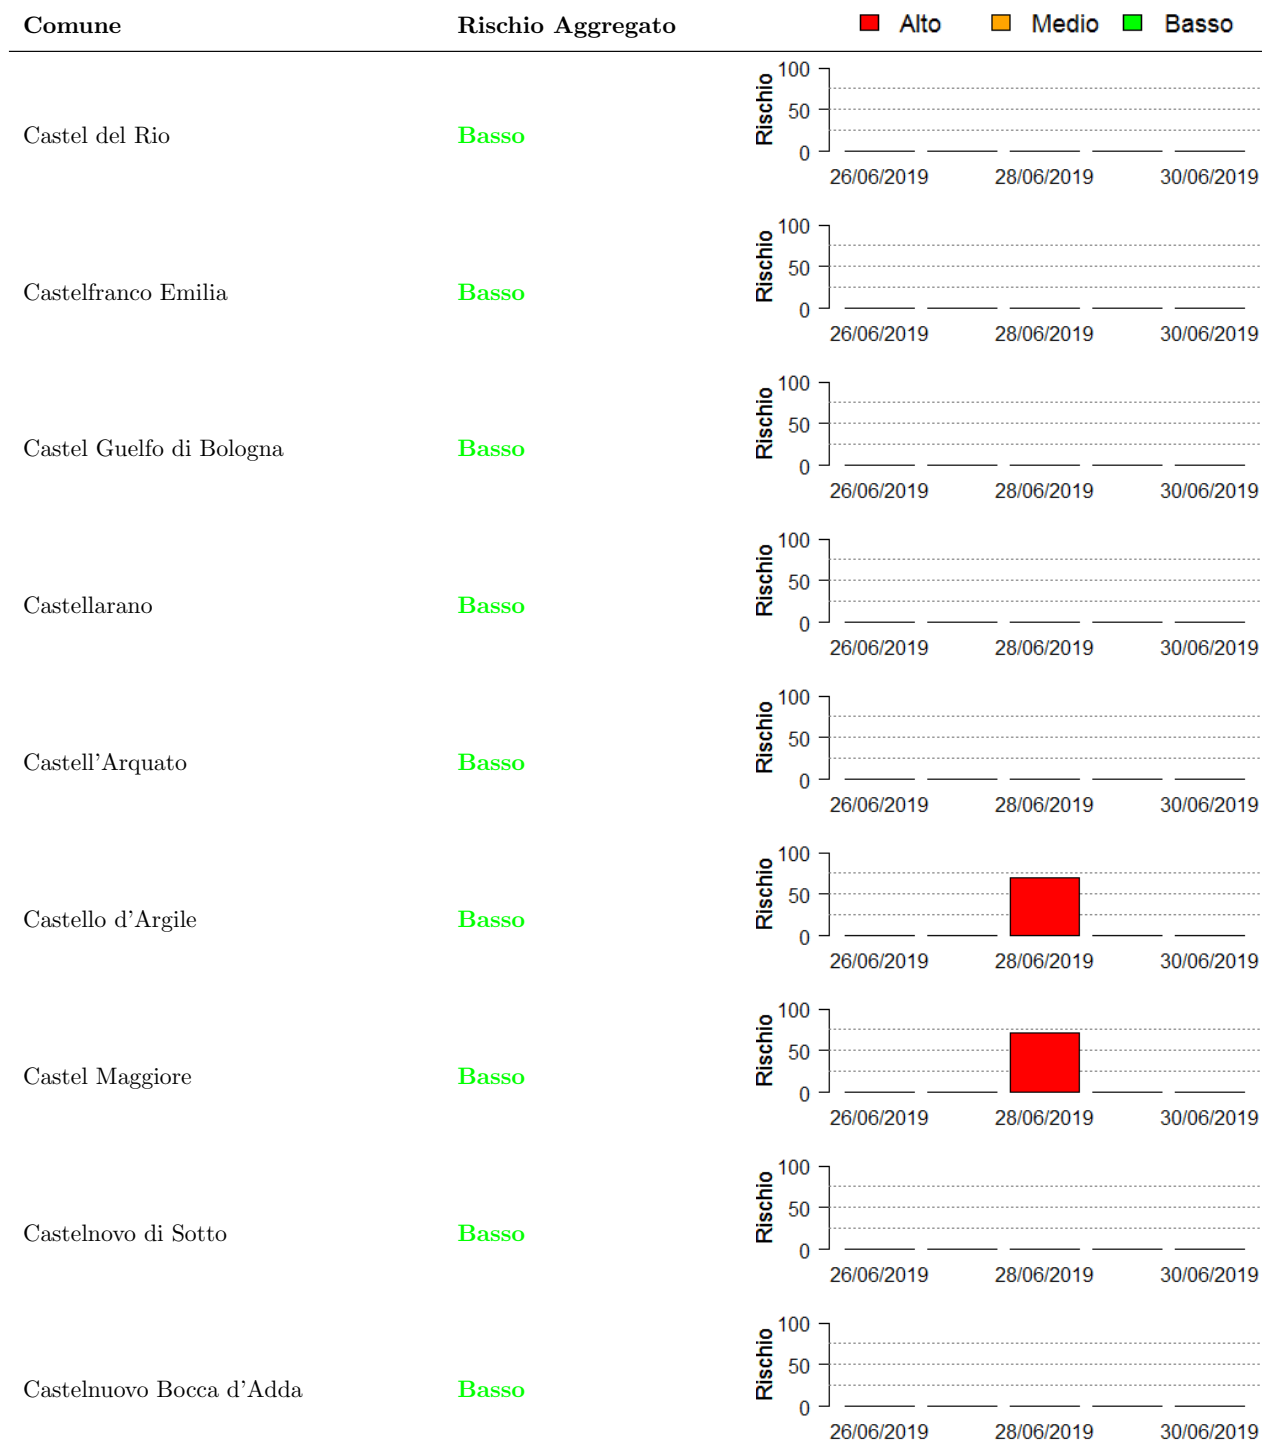 Comune Rischio Aggregato Alto Medio Basso
100
Rischio
50
Castel del Rio Basso
0
26/06/2019 28/06/2019 30/06/2019
100
Rischio
50
Castelfranco Emilia Basso
0
26/06/2019 28/06/2019 30/06/2019
100
Rischio
50
Castel Guelfo di Bologna Basso
0
26/06/2019 28/06/2019 30/06/2019
100
Rischio
50
Castellarano Basso
0
26/06/2019 28/06/2019 30/06/2019
100
Rischio
50
Castell'Arquato Basso
0
26/06/2019 28/06/2019 30/06/2019
100
Rischio
50
Castello d'Argile Basso
0
26/06/2019 28/06/2019 30/06/2019
100
Rischio
50
Castel Maggiore Basso
0
26/06/2019 28/06/2019 30/06/2019
100
Rischio
50
Castelnovo di Sotto Basso
0
26/06/2019 28/06/2019 30/06/2019
100
Rischio
50
Castelnuovo Bocca d'Adda Basso
0
26/06/2019 28/06/2019 30/06/2019